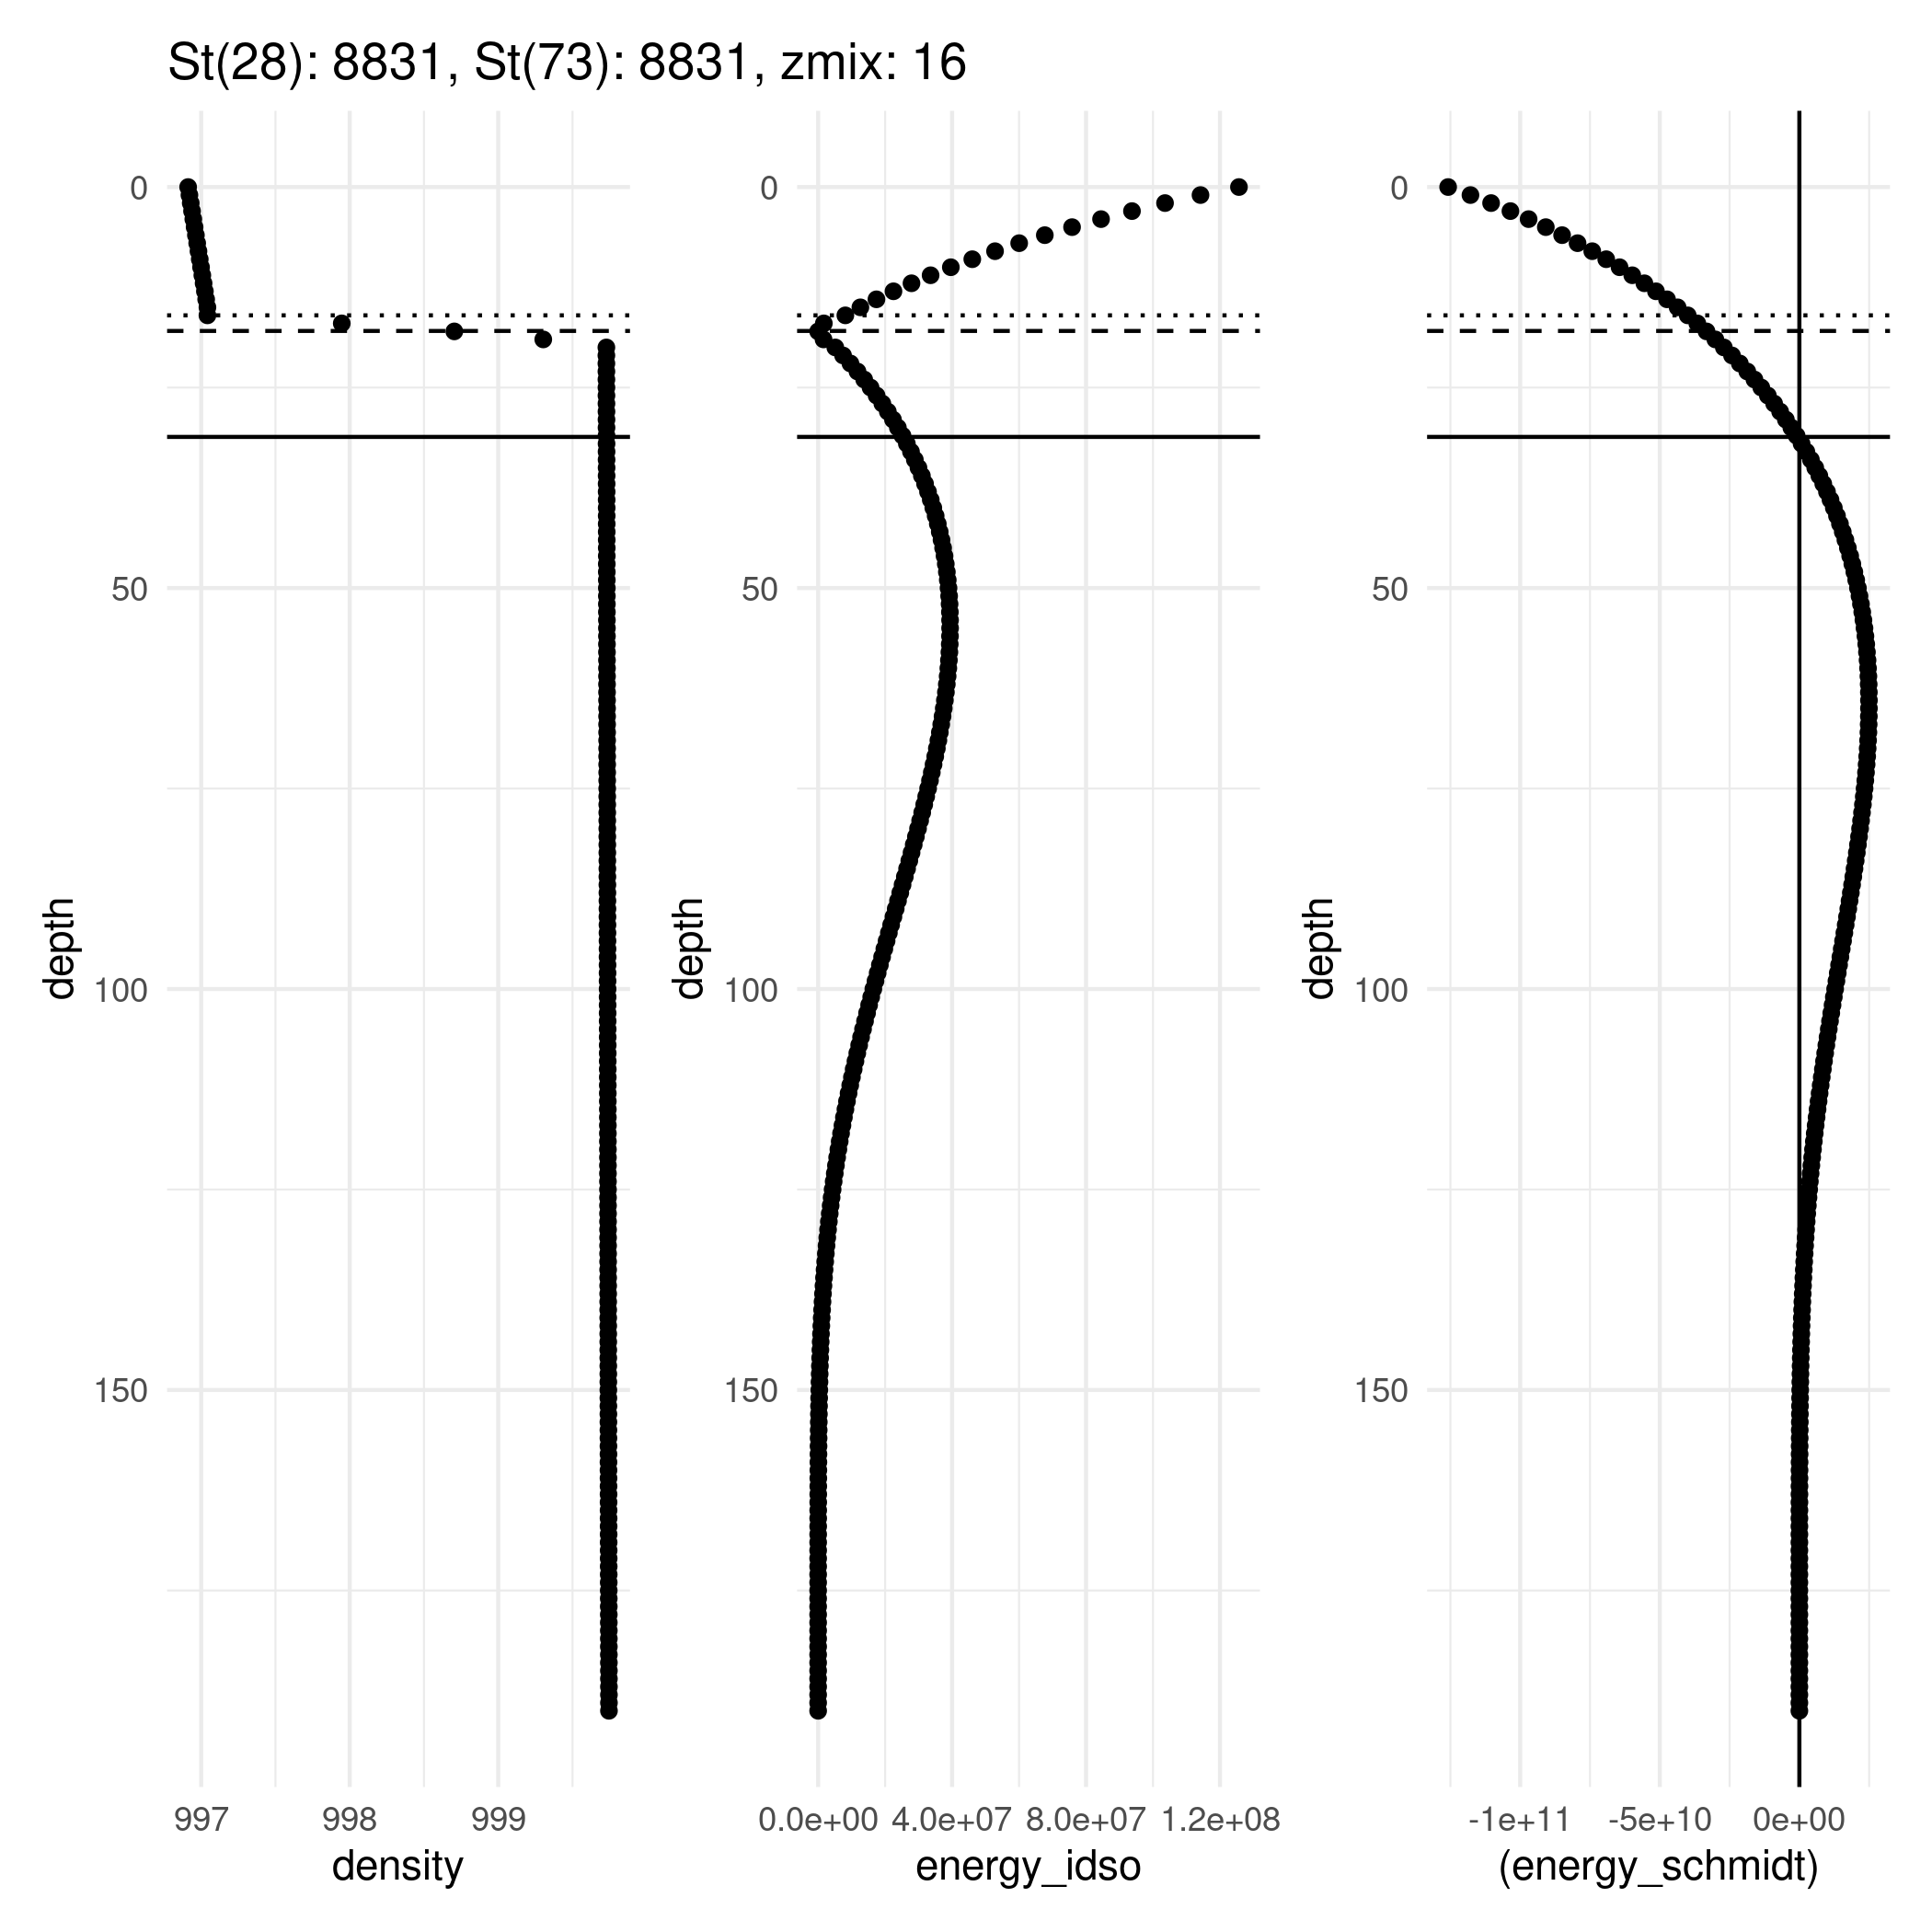 St(28): 8831, St(73): 8831, zmix: 16
0
50
100
150
depth
997 998 999
density
0
50
100
150
depth
0.0e+00 4.0e+07 8.0e+07 1.2e+08
energy_idso
0
50
100
150
depth
-1e+11 -5e+10 0e+00
(energy_schmidt)